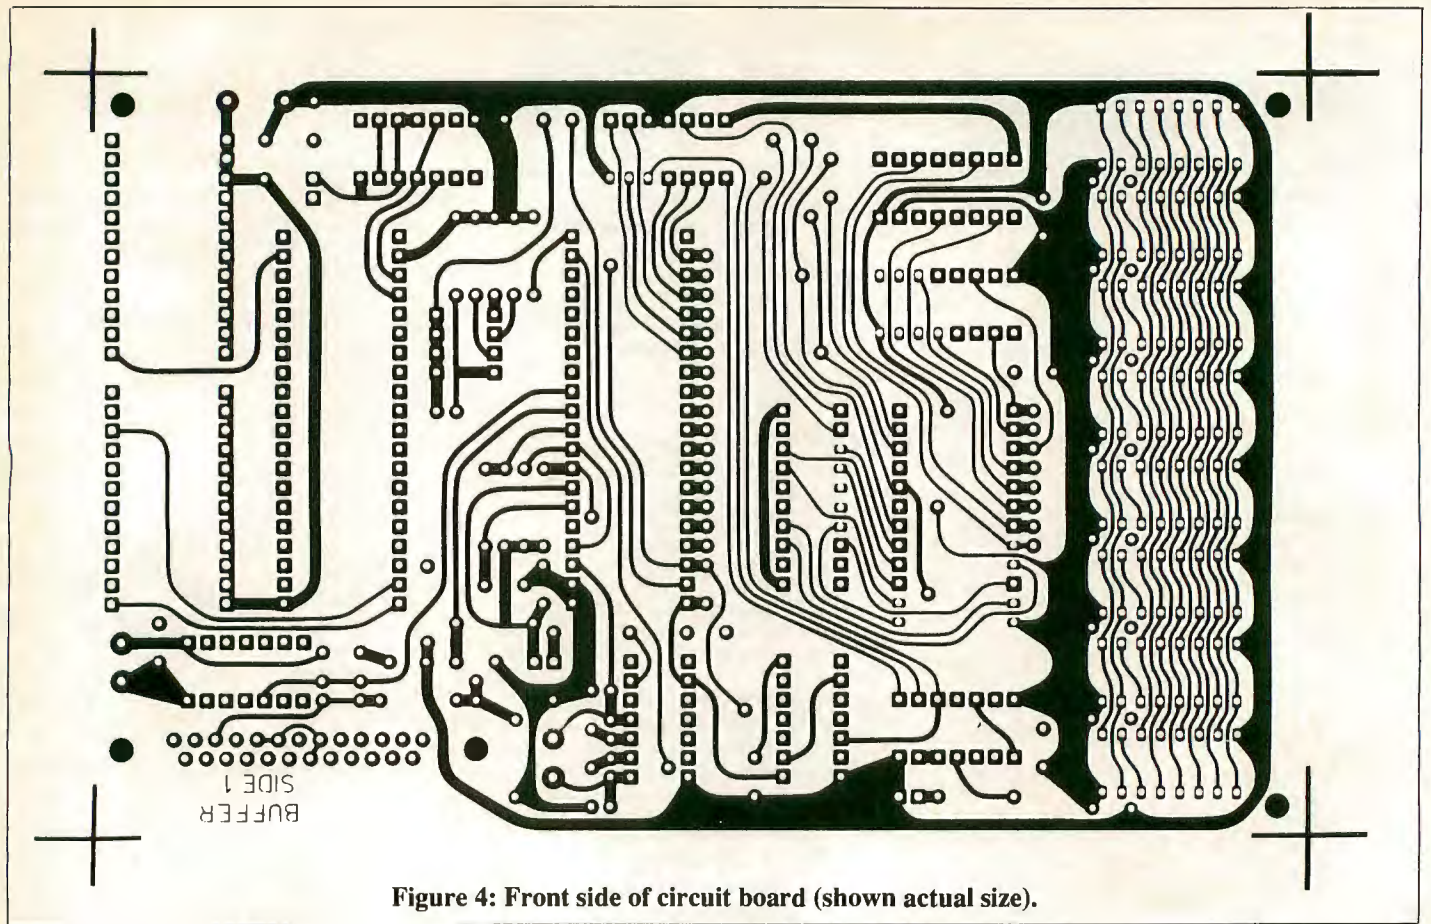 BUFFER
SIDE 1
Figure 4: Front side of circuit board (shown actual size).